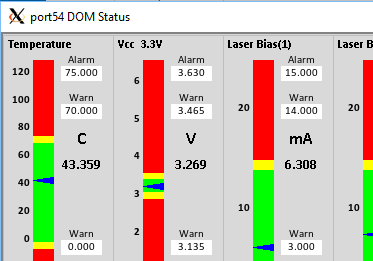 port54 DOM Status
Temperature
Vcc 3.3V
Laser Bias(1)
Laser B
Alarm
75.000
Alarm
3.630
Alarm
15.000
120
100
80
60
40
20
0
6
5
4
3
2
20
10
Warn
70.000
Warn
3.465
Warn
14.000
C
43.359
V
3.269
mA
6.308
Warn
0.000
Warn
3.135
Warn
3.000